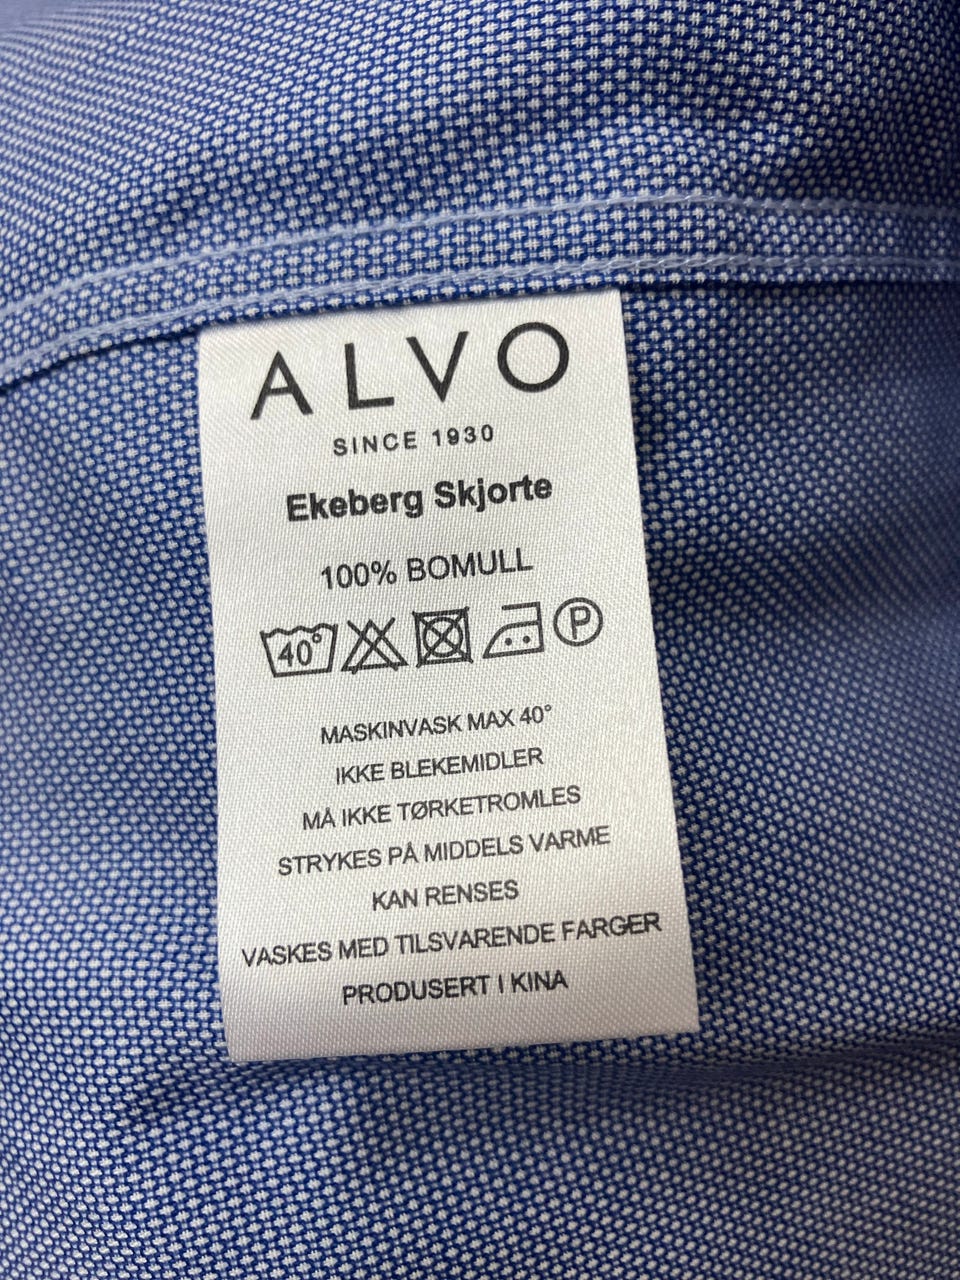 ALVO
SINCE 1930
Ekeberg Skjorte
100% BOMULL
40° P
MASKINVASK MAX 40°
IKKE BLEKEMIDLER
MÅ IKKE TØRKETROMLES
STRYKES PÅ MIDDELS VARME
KAN RENSES
VASKES MED TILSVARENDE FARGER
PRODUSERT I KINA